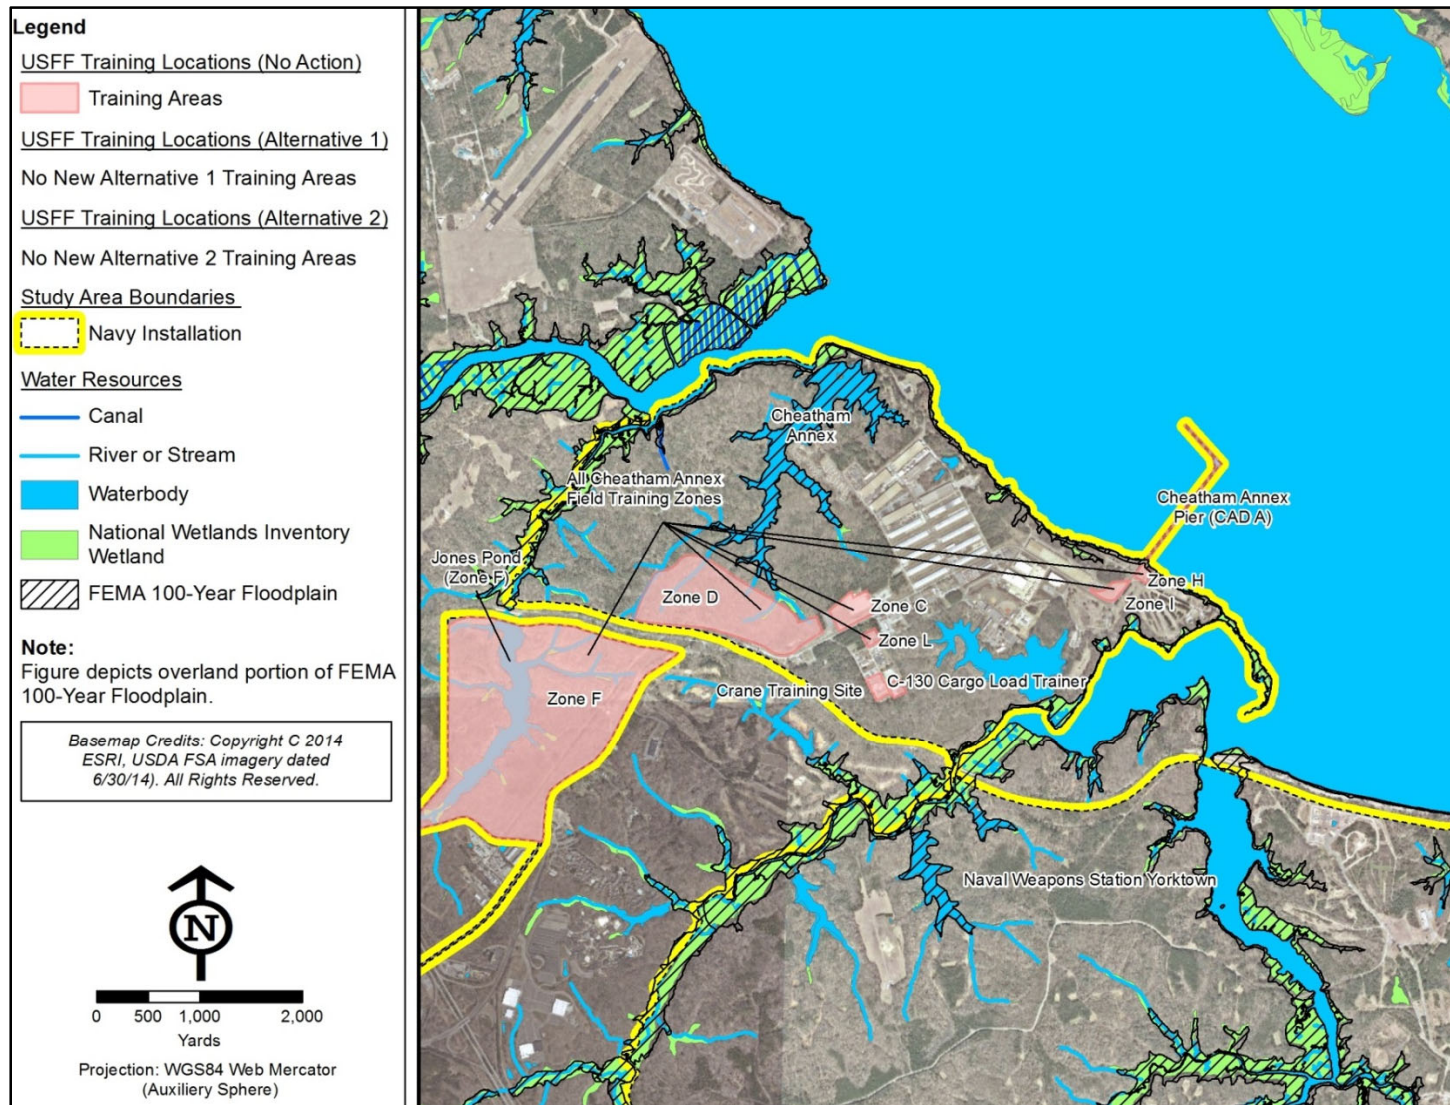 Legend
USFF Training Locations (No Action)
Training Areas
USFF Training Locations (Alternative 1)
No New Alternative 1 Training Areas
USFF Training Locations (Alternative 2)
No New Alternative 2 Training Areas
Study Area Boundaries
Navy Installation
Water Resources
Canal
River or Stream
Waterbody
National Wetlands Inventory
Wetland
FEMA 100-Year Floodplain
Note:
Figure depicts overland portion of FEMA
100-Year Floodplain.
Basemap Credits: Copyright C 2014
ESRI, USDA FSA imagery dated
6/30/14). All Rights Reserved.
N
0 500 1,000 2,000
Yards
Projection: WGS84 Web Mercator
(Auxiliery Sphere)
Cheatham
Annex
All Cheatham Annex
Field Training Zones
Cheatham Annex
Pier (CAD A)
Jones Pond
(Zone F)
Zone H
Zone I
Zone D
Zone C
Zone L
C-130 Cargo Load Trainer
Crane Training Site
Zone F
Naval Weapons Station Yorktown